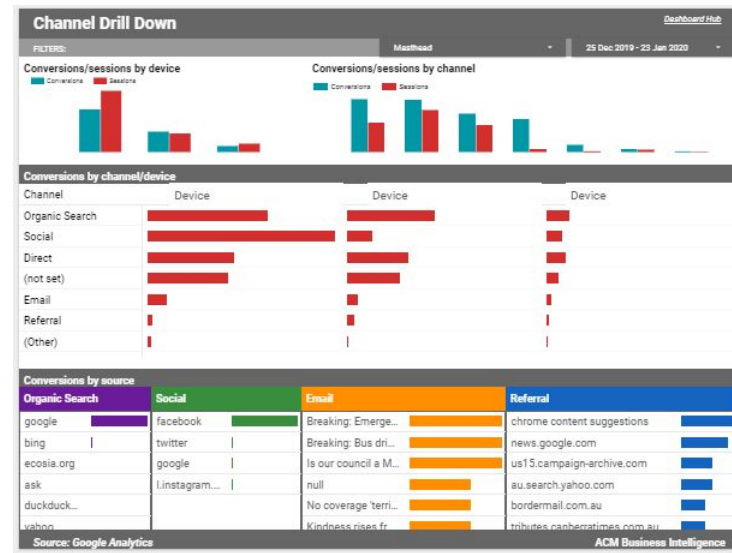 Channel Drill Down
Dashboard Hub
FILTERS:
Masthead
25 Dec 2019 - 23 Jan 2020
Conversions/sessions by device
Conversions Sessions
Conversions/sessions by channel
Conversions Sessions
Conversions by channel/device
Channel Device Device Device
Organic Search
Social
Direct
(not set)
Email
Referral
(Other)
Conversions by source
Organic Search Social Email Referral
google facebook Breaking: Emerge... chrome content suggestions
bing twitter Breaking: Bus dri... news.google.com
ecosia.org google Is our council a M... us15.campaign-archive.com
ask l.instagram.... null au.search.yahoo.com
duckduck... No coverage 'terri... bordermail.com.au
yahoo Kindness rises fr... tributes.canberratimes.com.au
Source: Google Analytics
ACM Business Intelligence